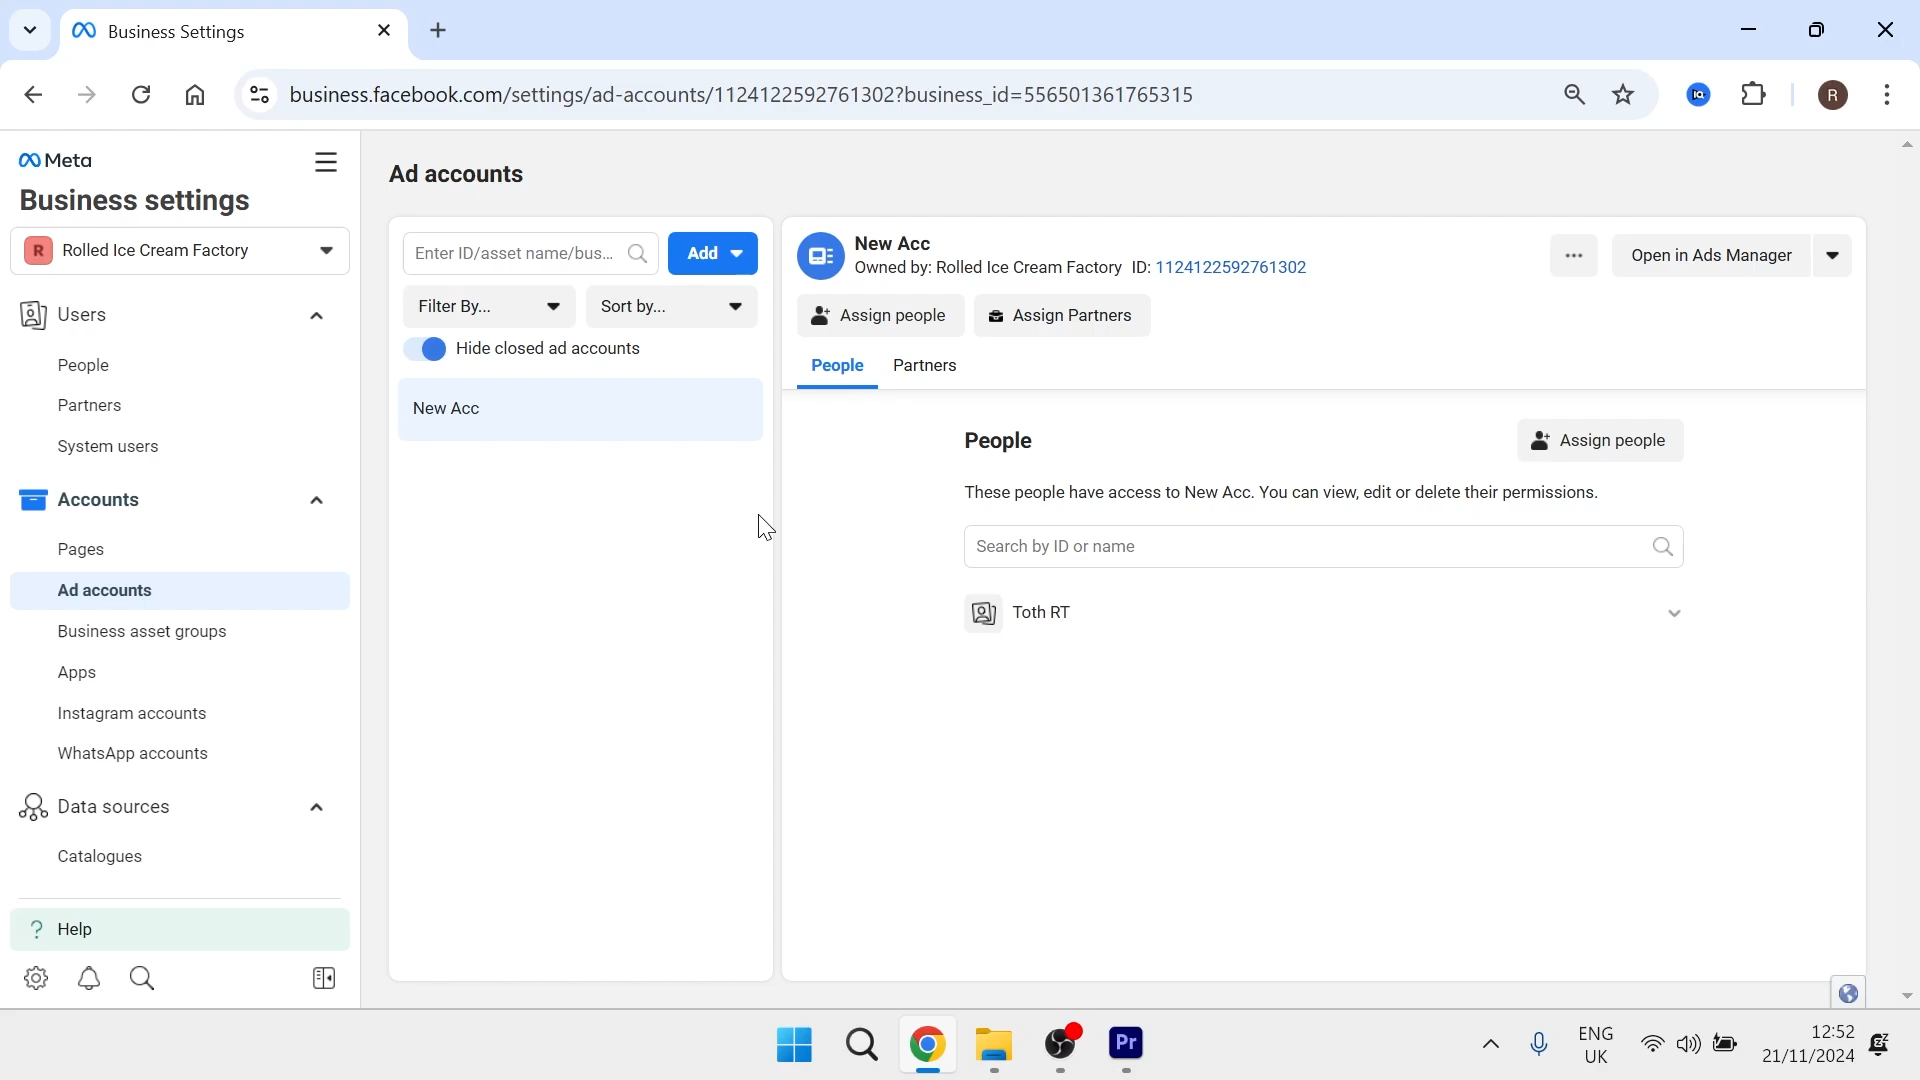 Business Settings
business.facebook.com/settings/ad-accounts/1124122592761302?business_id=556501361765315
R
Meta
Business settings
R Rolled Ice Cream Factory
Users
People
Partners
System users
Accounts
Pages
Ad accounts
Business asset groups
Apps
Instagram accounts
WhatsApp accounts
Data sources
Catalogues
? Help
Ad accounts
Enter ID/asset name/bus...
Add
Filter By...
Sort by...
Hide closed ad accounts
New Acc
New Acc
Owned by: Rolled Ice Cream Factory ID: 1124122592761302
...
Open in Ads Manager
Assign people
Assign Partners
People
Partners
People
Assign people
These people have access to New Acc. You can view, edit or delete their permissions.
Search by ID or name
Toth RT
Pr
ENG
UK
12:52
21/11/2024